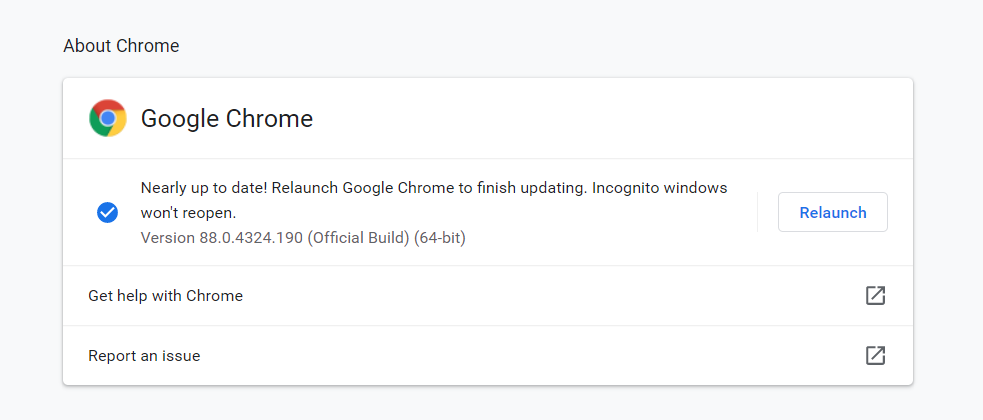 About Chrome
Google Chrome
Nearly up to date! Relaunch Google Chrome to finish updating. Incognito windows
won't reopen.
Version 88.0.4324.190 (Official Build) (64-bit)
Relaunch
Get help with Chrome
Report an issue